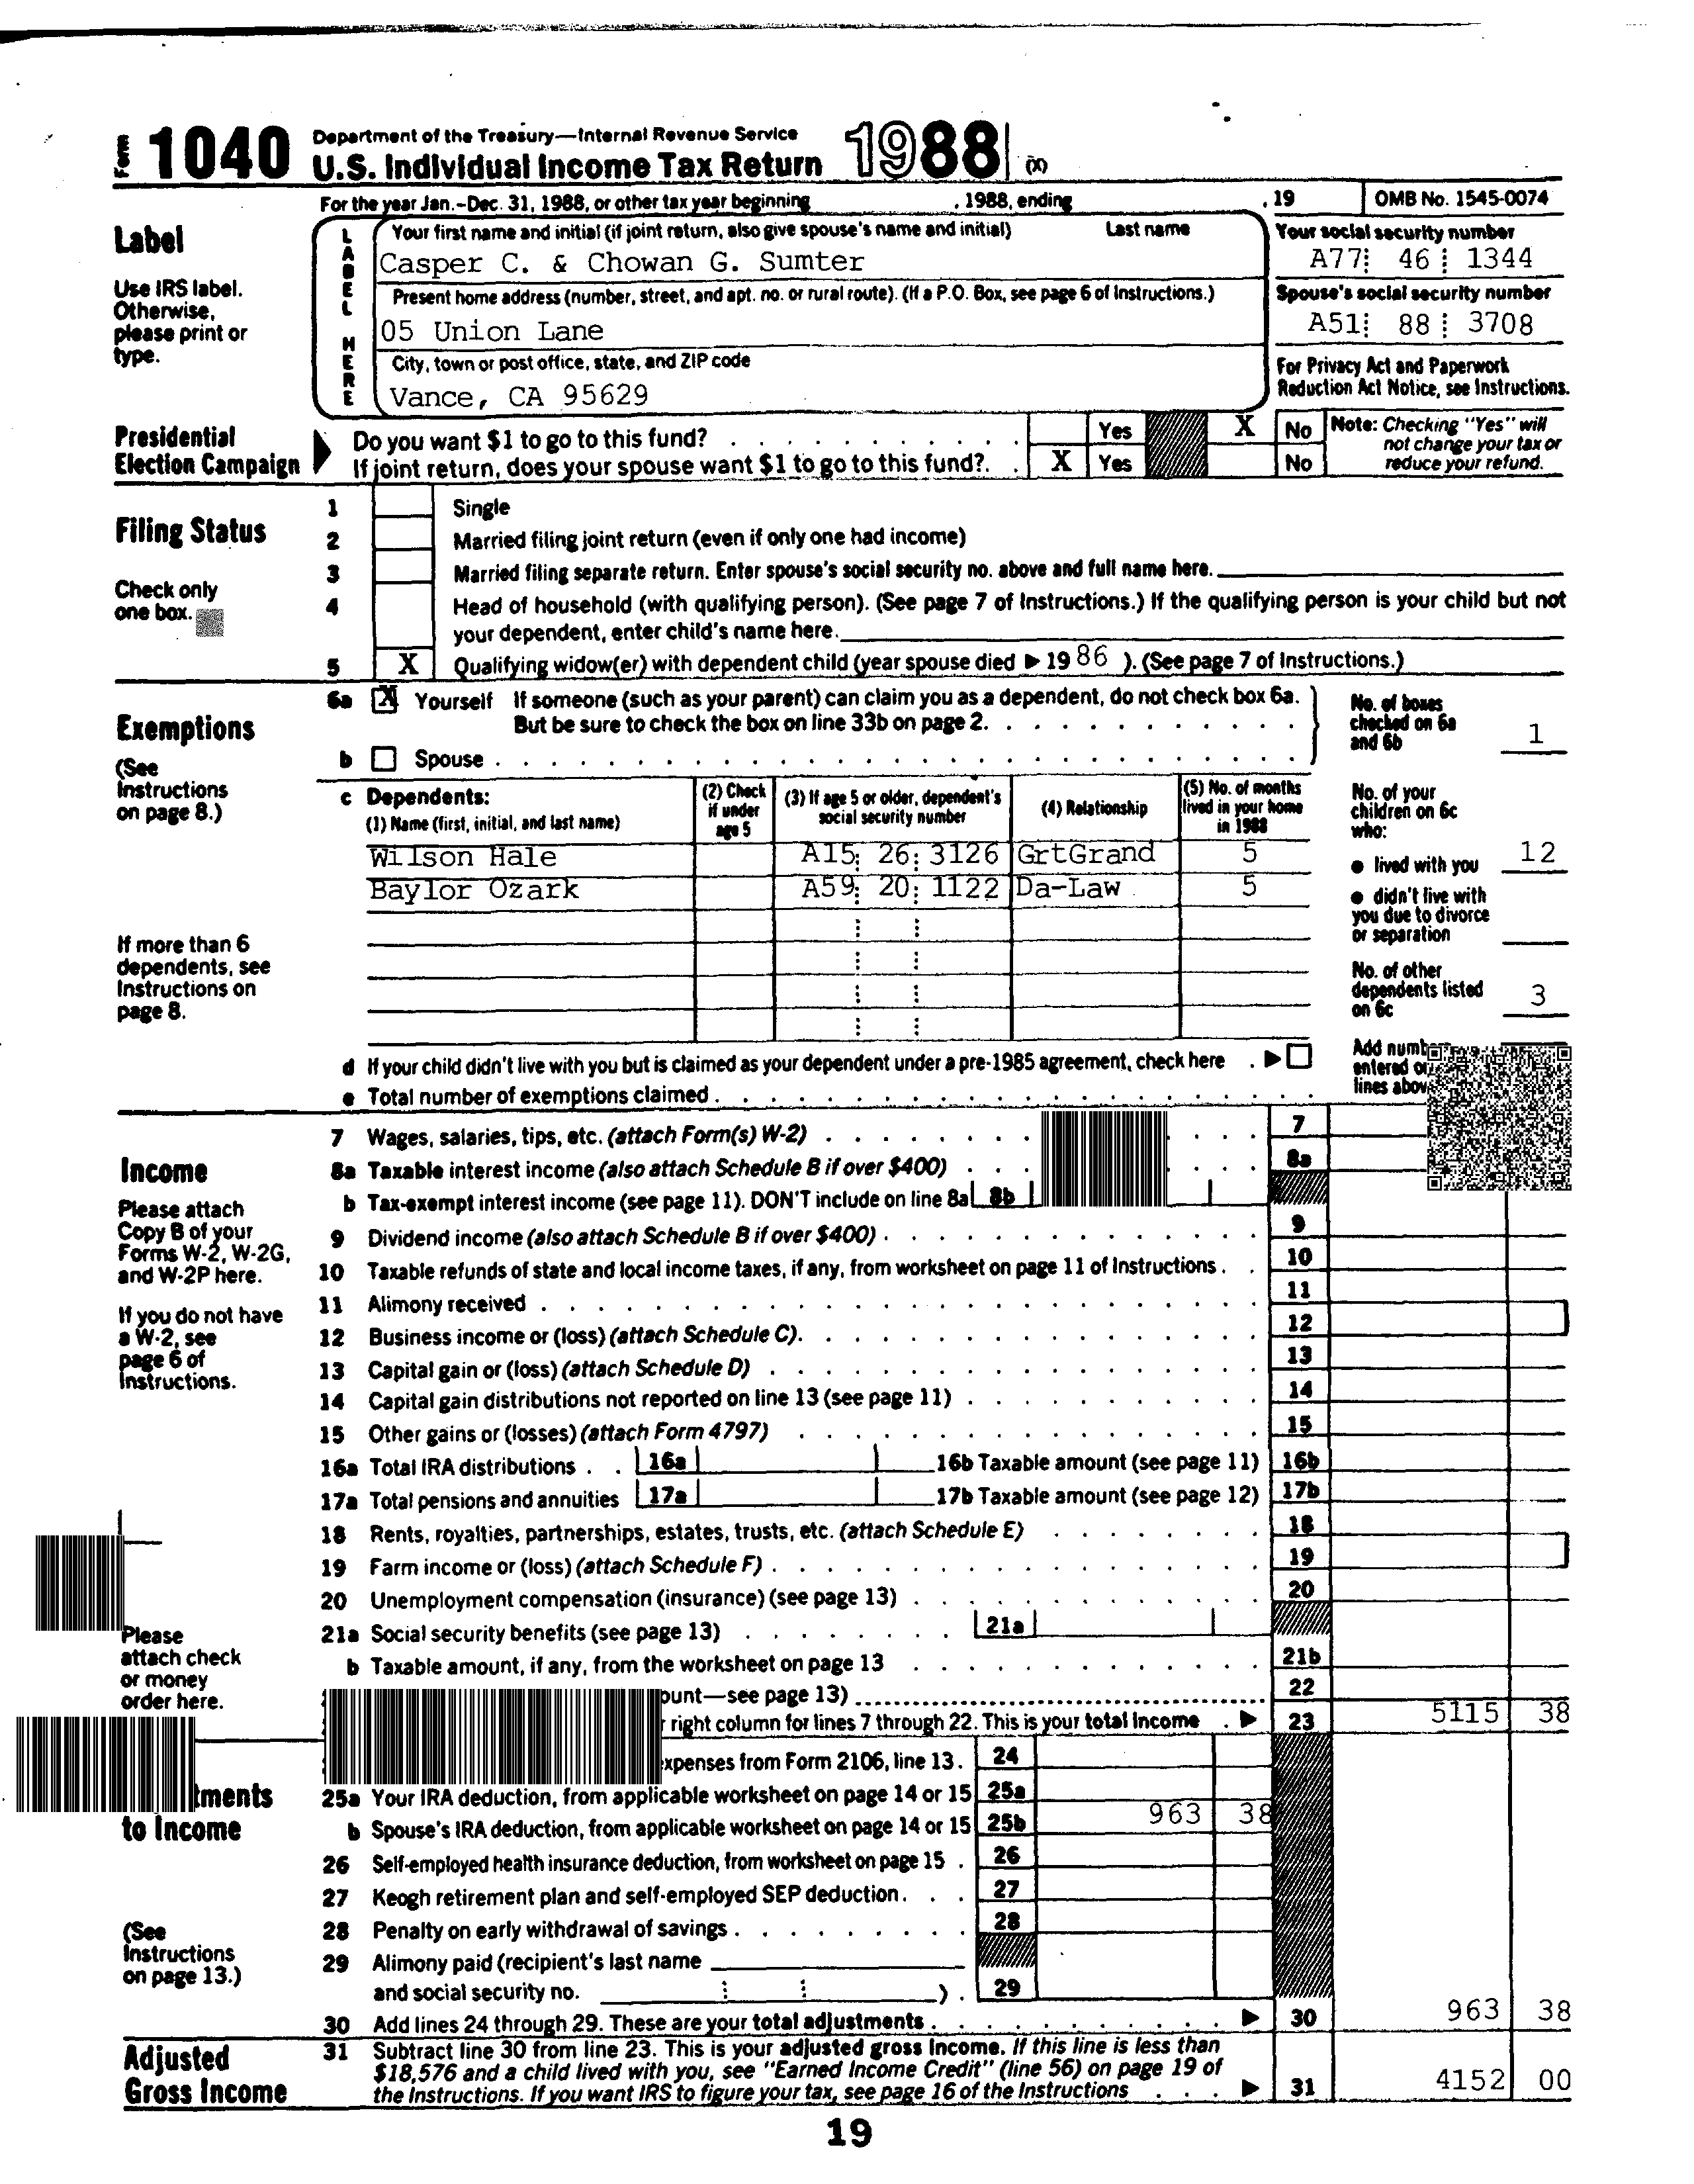 Form 1040 Department of the Treasury—Internal Revenue Service
U.S. Individual Income Tax Return 1988 (X)
For the year Jan.–Dec. 31, 1988, or other tax year beginning , 1988, ending , 19 OMB No. 1545-0074
Label
Use IRS label.
Otherwise,
please print or
type.
LABEL HERE
Your first name and initial (if joint return, also give spouse's name and initial) Last name
Casper C. & Chowan G. Sumter
Present home address (number, street, and apt. no. or rural route). (If a P.O. Box, see page 6 of Instructions.)
05 Union Lane
City, town or post office, state, and ZIP code
Vance, CA 95629
Your social security number
A77 46 1344
Spouse's social security number
A51 88 3708
For Privacy Act and Paperwork
Reduction Act Notice, see Instructions.
Presidential
Election Campaign
Do you want $1 to go to this fund? Yes X No
If joint return, does your spouse want $1 to go to this fund? X Yes No
Note: Checking "Yes" will
not change your tax or
reduce your refund.
Filing Status
Check only
one box.
1 Single
2 Married filing joint return (even if only one had income)
3 Married filing separate return. Enter spouse's social security no. above and full name here.
4 Head of household (with qualifying person). (See page 7 of Instructions.) If the qualifying person is your child but not
your dependent, enter child's name here.
5 X Qualifying widow(er) with dependent child (year spouse died ▶ 19 86 ). (See page 7 of Instructions.)
Exemptions
(See
Instructions
on page 8.)
If more than 6
dependents, see
Instructions on
page 8.
6a X Yourself If someone (such as your parent) can claim you as a dependent, do not check box 6a.
But be sure to check the box on line 33b on page 2.
b Spouse
c Dependents:
(1) Name (first, initial, and last name)
(2) Check
if under
age 5
(3) If age 5 or older, dependent's
social security number
(4) Relationship
(5) No. of months
lived in your home
in 1988
Wilson Hale A15 26 3126 GrtGrand 5
Baylor Ozark A59 20 1122 Da-Law 5
No. of boxes
checked on 6a
and 6b 1
No. of your
children on 6c
who:
● lived with you 12
● didn't live with
you due to divorce
or separation
No. of other
dependents listed
on 6c 3
Add
entered
lines
d If your child didn't live with you but is claimed as your dependent under a pre-1985 agreement, check here ▶
e Total number of exemptions claimed
Income
Please attach
Copy B of your
Forms W-2, W-2G,
and W-2P here.
If you do not have
a W-2, see
page 6 of
Instructions.
Please
attach check
or money
order here.
7 Wages, salaries, tips, etc. (attach Form(s) W-2) 7
8a Taxable interest income (also attach Schedule B if over $400) 8a
b Tax-exempt interest income (see page 11). DON'T include on line 8a 8b
9 Dividend income (also attach Schedule B if over $400) 9
10 Taxable refunds of state and local income taxes, if any, from worksheet on page 11 of Instructions 10
11 Alimony received 11
12 Business income or (loss) (attach Schedule C) 12
13 Capital gain or (loss) (attach Schedule D) 13
14 Capital gain distributions not reported on line 13 (see page 11) 14
15 Other gains or (losses) (attach Form 4797) 15
16a Total IRA distributions 16a 16b Taxable amount (see page 11) 16b
17a Total pensions and annuities 17a 17b Taxable amount (see page 12) 17b
18 Rents, royalties, partnerships, estates, trusts, etc. (attach Schedule E) 18
19 Farm income or (loss) (attach Schedule F) 19
20 Unemployment compensation (insurance) (see page 13) 20
21a Social security benefits (see page 13) 21a
b Taxable amount, if any, from the worksheet on page 13 21b
see page 13) 22
right column for lines 7 through 22. This is your total income ▶ 23 5115 38
from Form 2106, line 13. 24
to Income
(See
Instructions
on page 13.)
25a Your IRA deduction, from applicable worksheet on page 14 or 15 25a
b Spouse's IRA deduction, from applicable worksheet on page 14 or 15 25b 963 38
26 Self-employed health insurance deduction, from worksheet on page 15 26
27 Keogh retirement plan and self-employed SEP deduction 27
28 Penalty on early withdrawal of savings 28
29 Alimony paid (recipient's last name
and social security no. ) 29
30 Add lines 24 through 29. These are your total adjustments ▶ 30 963 38
Adjusted
Gross Income
31 Subtract line 30 from line 23. This is your adjusted gross income. If this line is less than
$18,576 and a child lived with you, see "Earned Income Credit" (line 56) on page 19 of
the Instructions. If you want IRS to figure your tax, see page 16 of the Instructions ▶ 31 4152 00
19